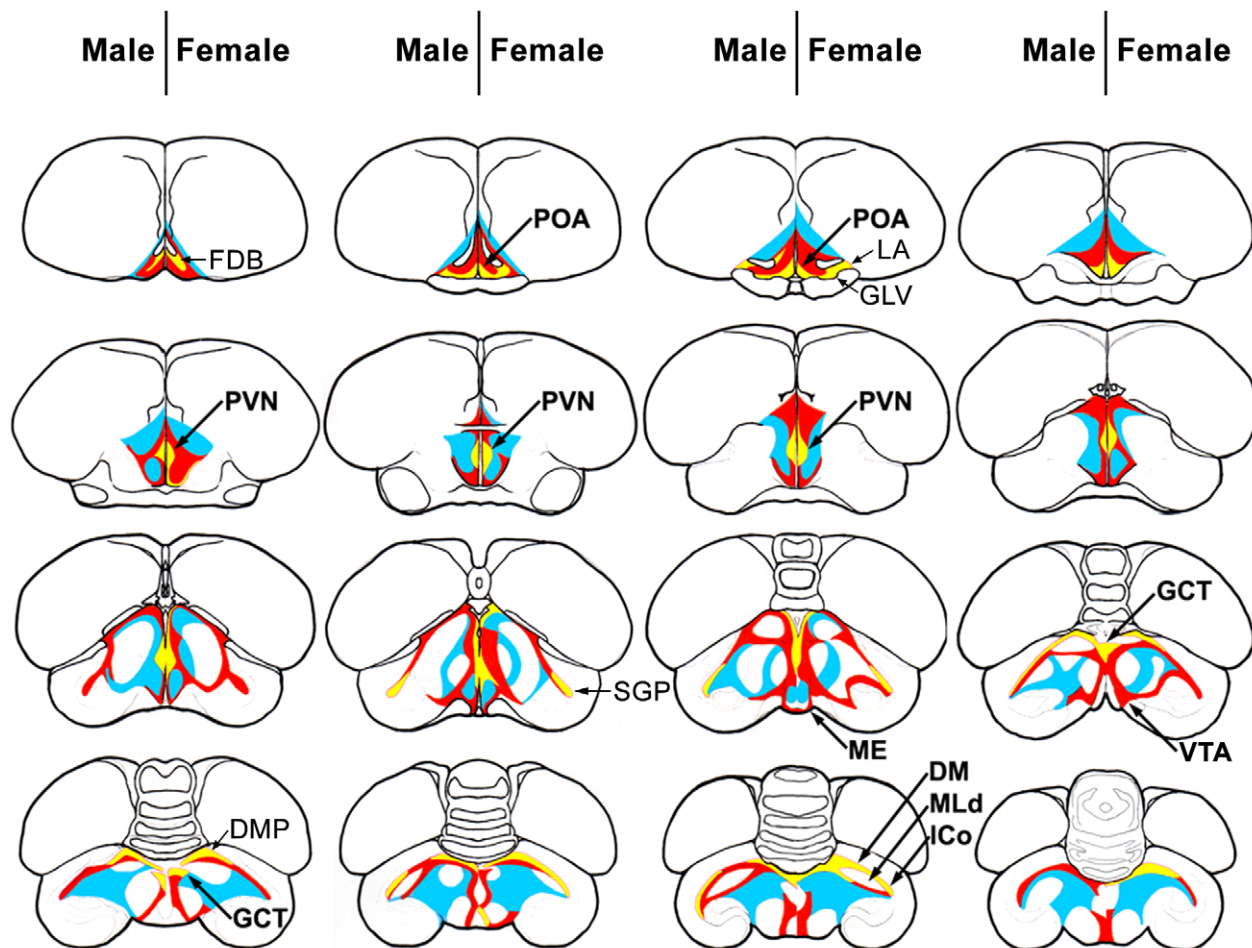 Male Female
Male Female
Male Female
Male Female
FDB
POA
POA
LA
GLV
PVN
PVN
PVN
SGP
ME
GCT
VTA
DMP
GCT
DM
MLd
ICo